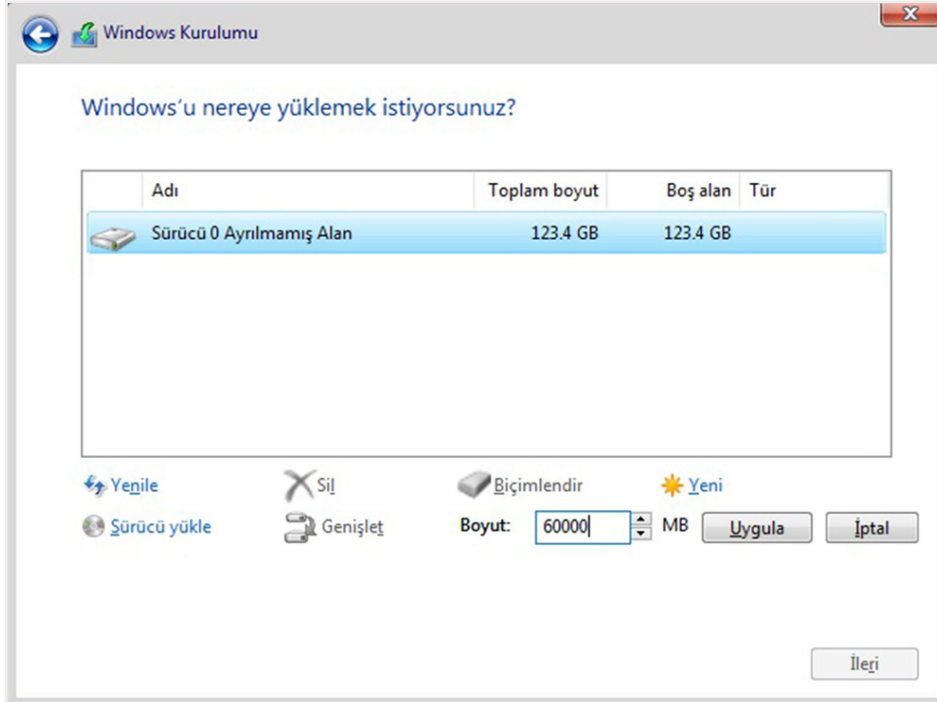 Windows Kurulumu
Windows'u nereye yüklemek istiyorsunuz?
Adı Toplam boyut Boş alan Tür
Sürücü 0 Ayrılmamış Alan 123.4 GB 123.4 GB
Yenile Sil Biçimlendir Yeni
Sürücü yükle Genişlet Boyut: 60000 MB Uygula İptal
İleri